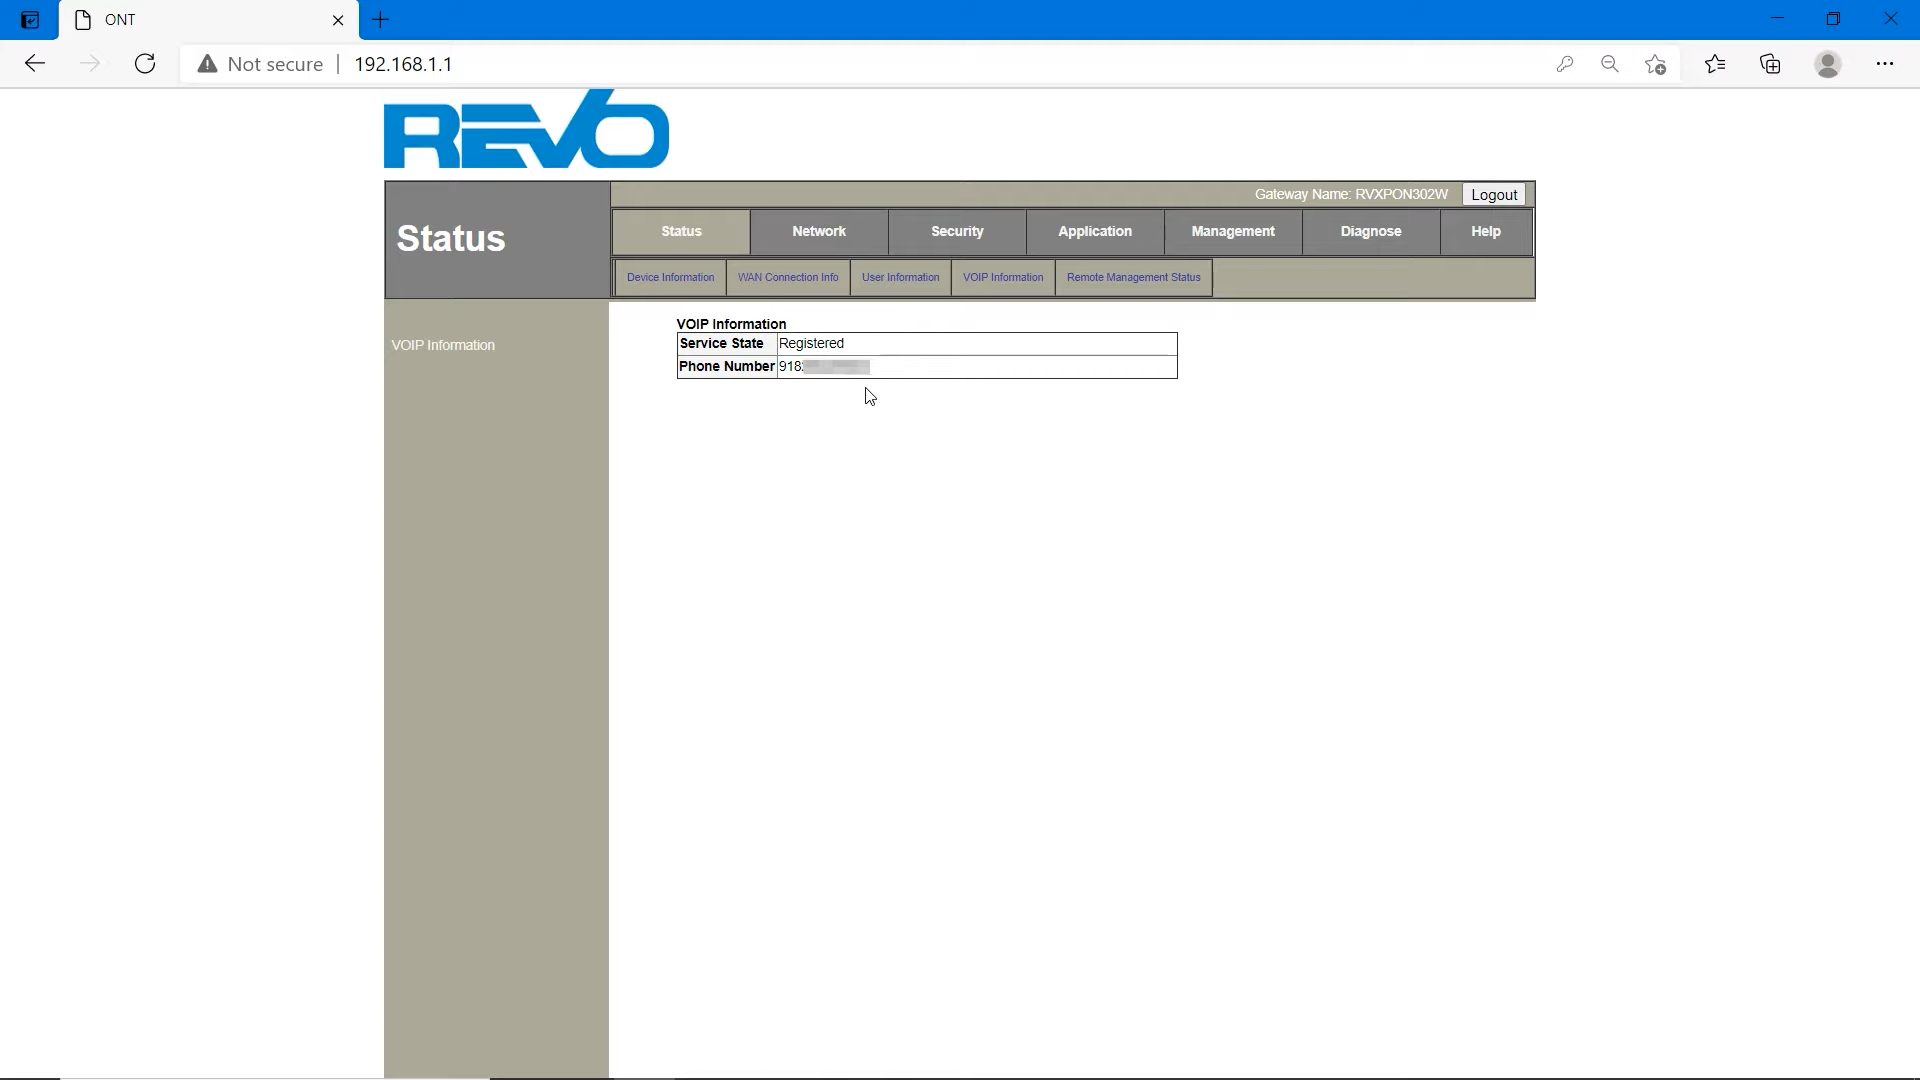 ONT
Not secure | 192.168.1.1
REVO
Gateway Name: RVXPON302W Logout
Status
Status Network Security Application Management Diagnose Help
Device Information WAN Connection Info User Information VOIP Information Remote Management Status
VOIP Information
VOIP Information
Service State Registered
Phone Number 918